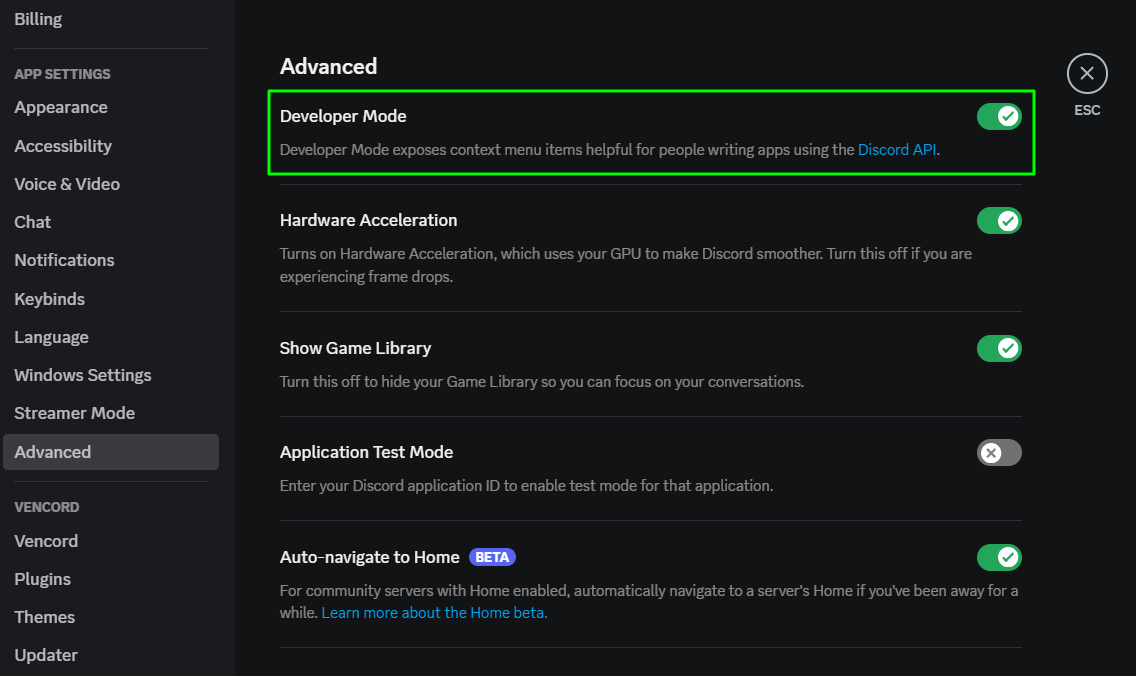 Billing
APP SETTINGS
Appearance
Accessibility
Voice & Video
Chat
Notifications
Keybinds
Language
Windows Settings
Streamer Mode
Advanced
VENCORD
Vencord
Plugins
Themes
Updater
Advanced
Developer Mode
Developer Mode exposes context menu items helpful for people writing apps using the Discord API.
Hardware Acceleration
Turns on Hardware Acceleration, which uses your GPU to make Discord smoother. Turn this off if you are
experiencing frame drops.
Show Game Library
Turn this off to hide your Game Library so you can focus on your conversations.
Application Test Mode
Enter your Discord application ID to enable test mode for that application.
Auto-navigate to Home BETA
For community servers with Home enabled, automatically navigate to a server's Home if you've been away for a
while. Learn more about the Home beta.
ESC